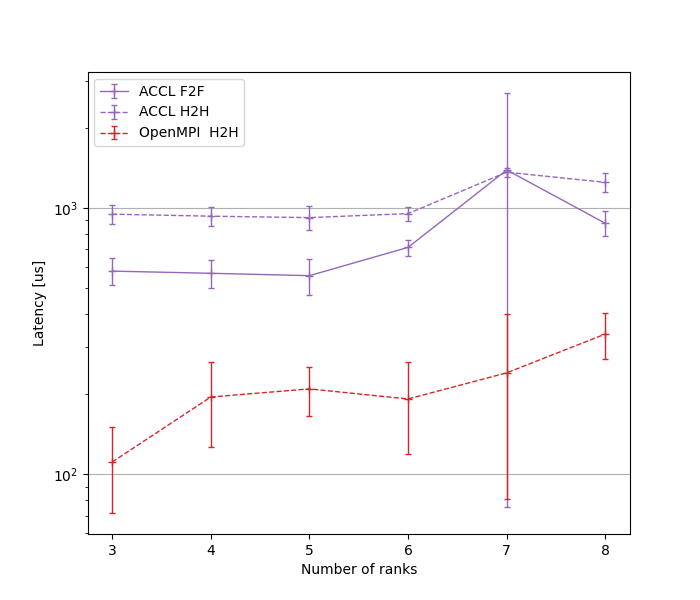 ACCL F2F
ACCL H2H
OpenMPI  H2H
10³
10²
Latency [us]
3 4 5 6 7 8
Number of ranks